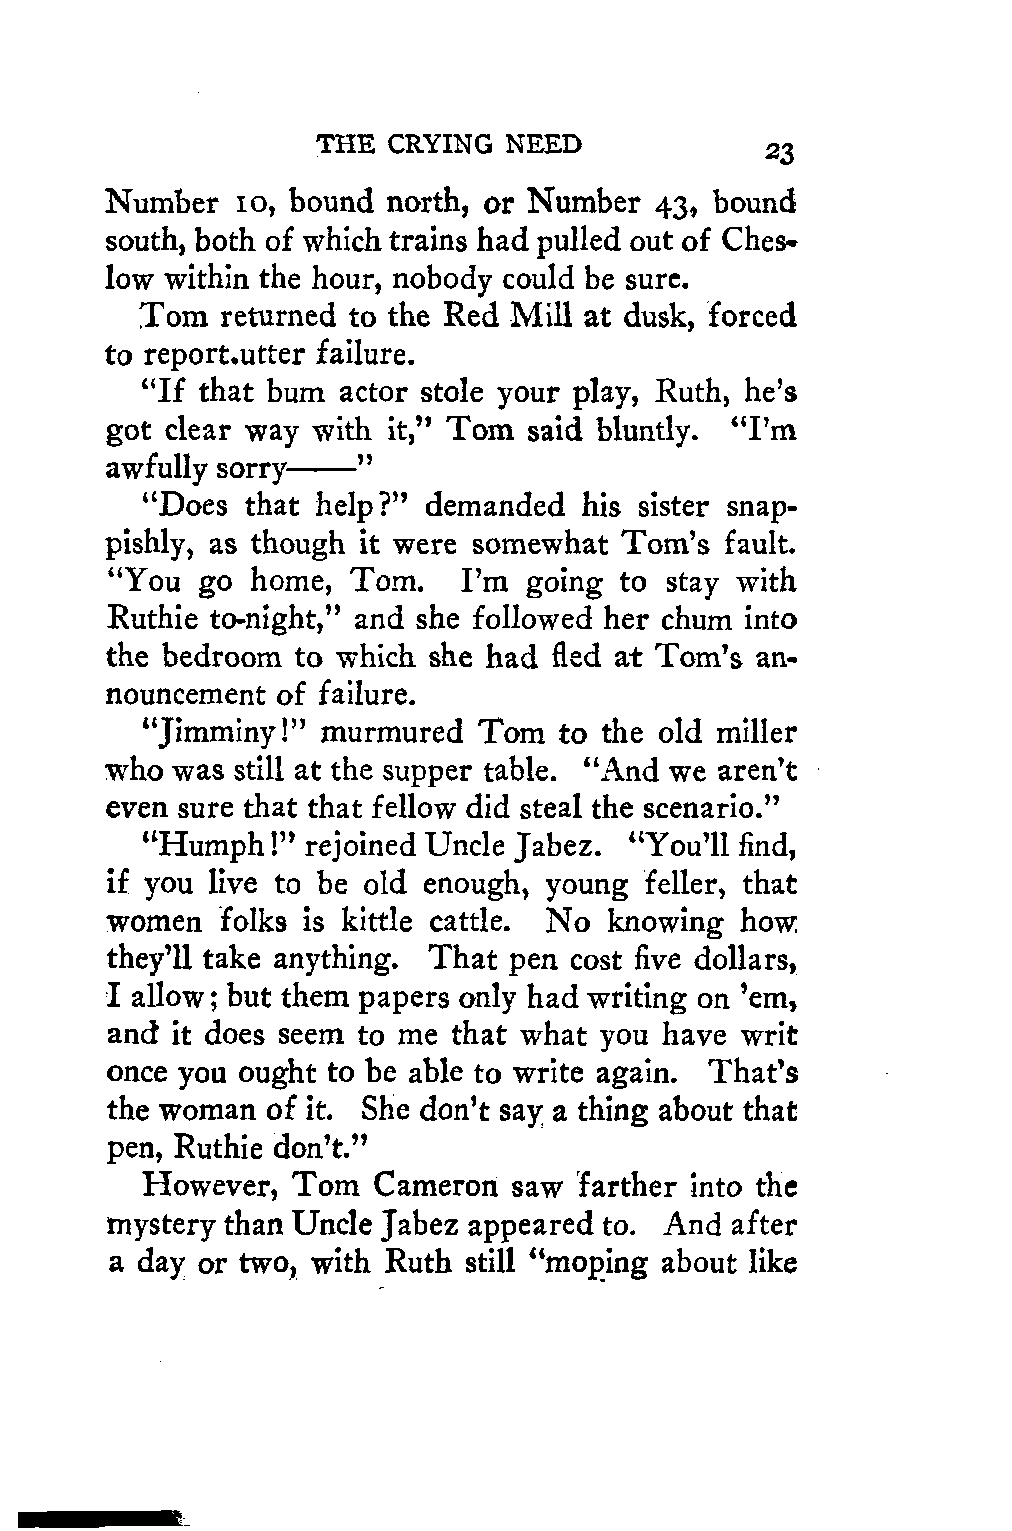 THE CRYING NEED 23
Number 10, bound north, or Number 43, bound
south, both of which trains had pulled out of Ches-
low within the hour, nobody could be sure.
Tom returned to the Red Mill at dusk, forced
to report.utter failure.
“If that bum actor stole your play, Ruth, he’s
got clear way with it,” Tom said bluntly. “I’m
awfully sorry——”
“Does that help?” demanded his sister snap-
pishly, as though it were somewhat Tom’s fault.
“You go home, Tom. I’m going to stay with
Ruthie to-night,” and she followed her chum into
the bedroom to which she had fled at Tom’s an-
nouncement of failure.
“Jimminy!” murmured Tom to the old miller
who was still at the supper table. “And we aren’t
even sure that that fellow did steal the scenario.”
“Humph!” rejoined Uncle Jabez. “You’ll find,
if you live to be old enough, young feller, that
women folks is kittle cattle. No knowing how
they’ll take anything. That pen cost five dollars,
I allow; but them papers only had writing on ’em,
and it does seem to me that what you have writ
once you ought to be able to write again. That’s
the woman of it. She don’t say a thing about that
pen, Ruthie don’t.”
However, Tom Cameron saw farther into the
mystery than Uncle Jabez appeared to. And after
a day or two, with Ruth still “moping about like